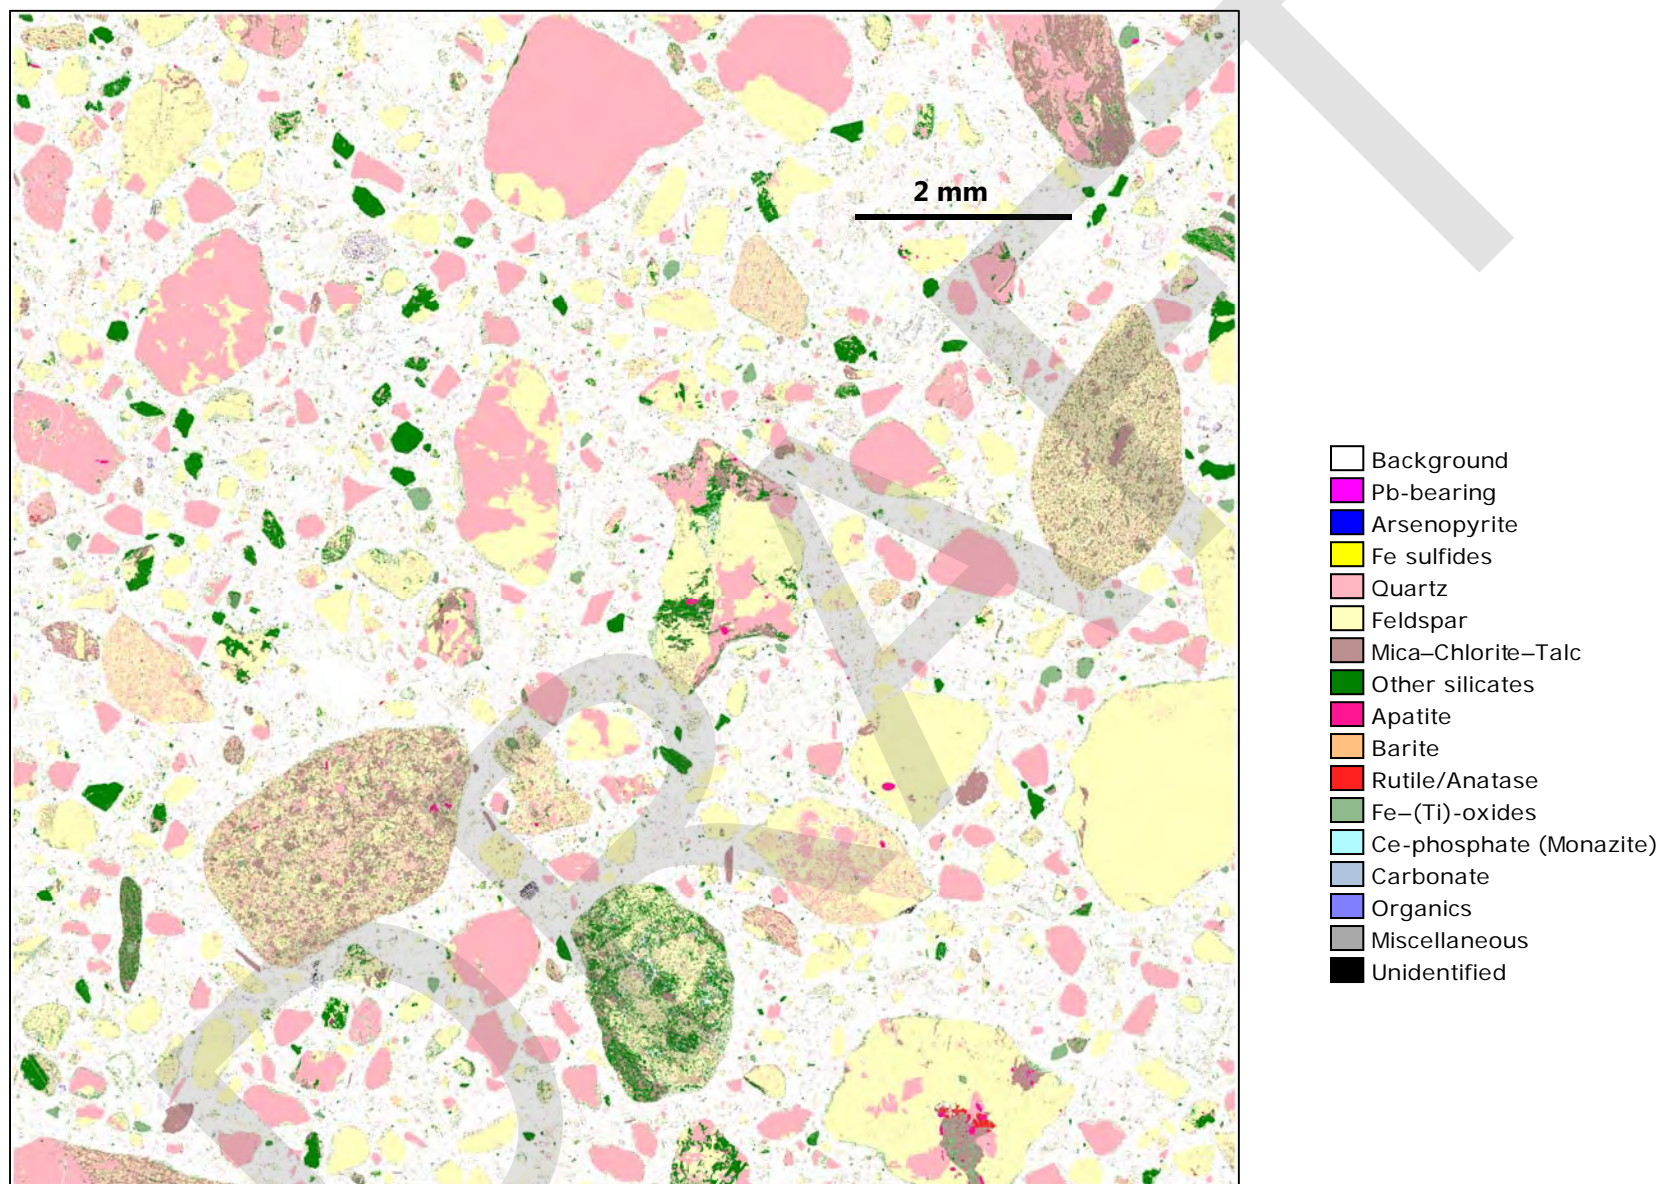 2 mm
Background
Pb-bearing
Arsenopyrite
Fe sulfides
Quartz
Feldspar
Mica–Chlorite–Talc
Other silicates
Apatite
Barite
Rutile/Anatase
Fe–(Ti)-oxides
Ce-phosphate (Monazite)
Carbonate
Organics
Miscellaneous
Unidentified
DRAFT